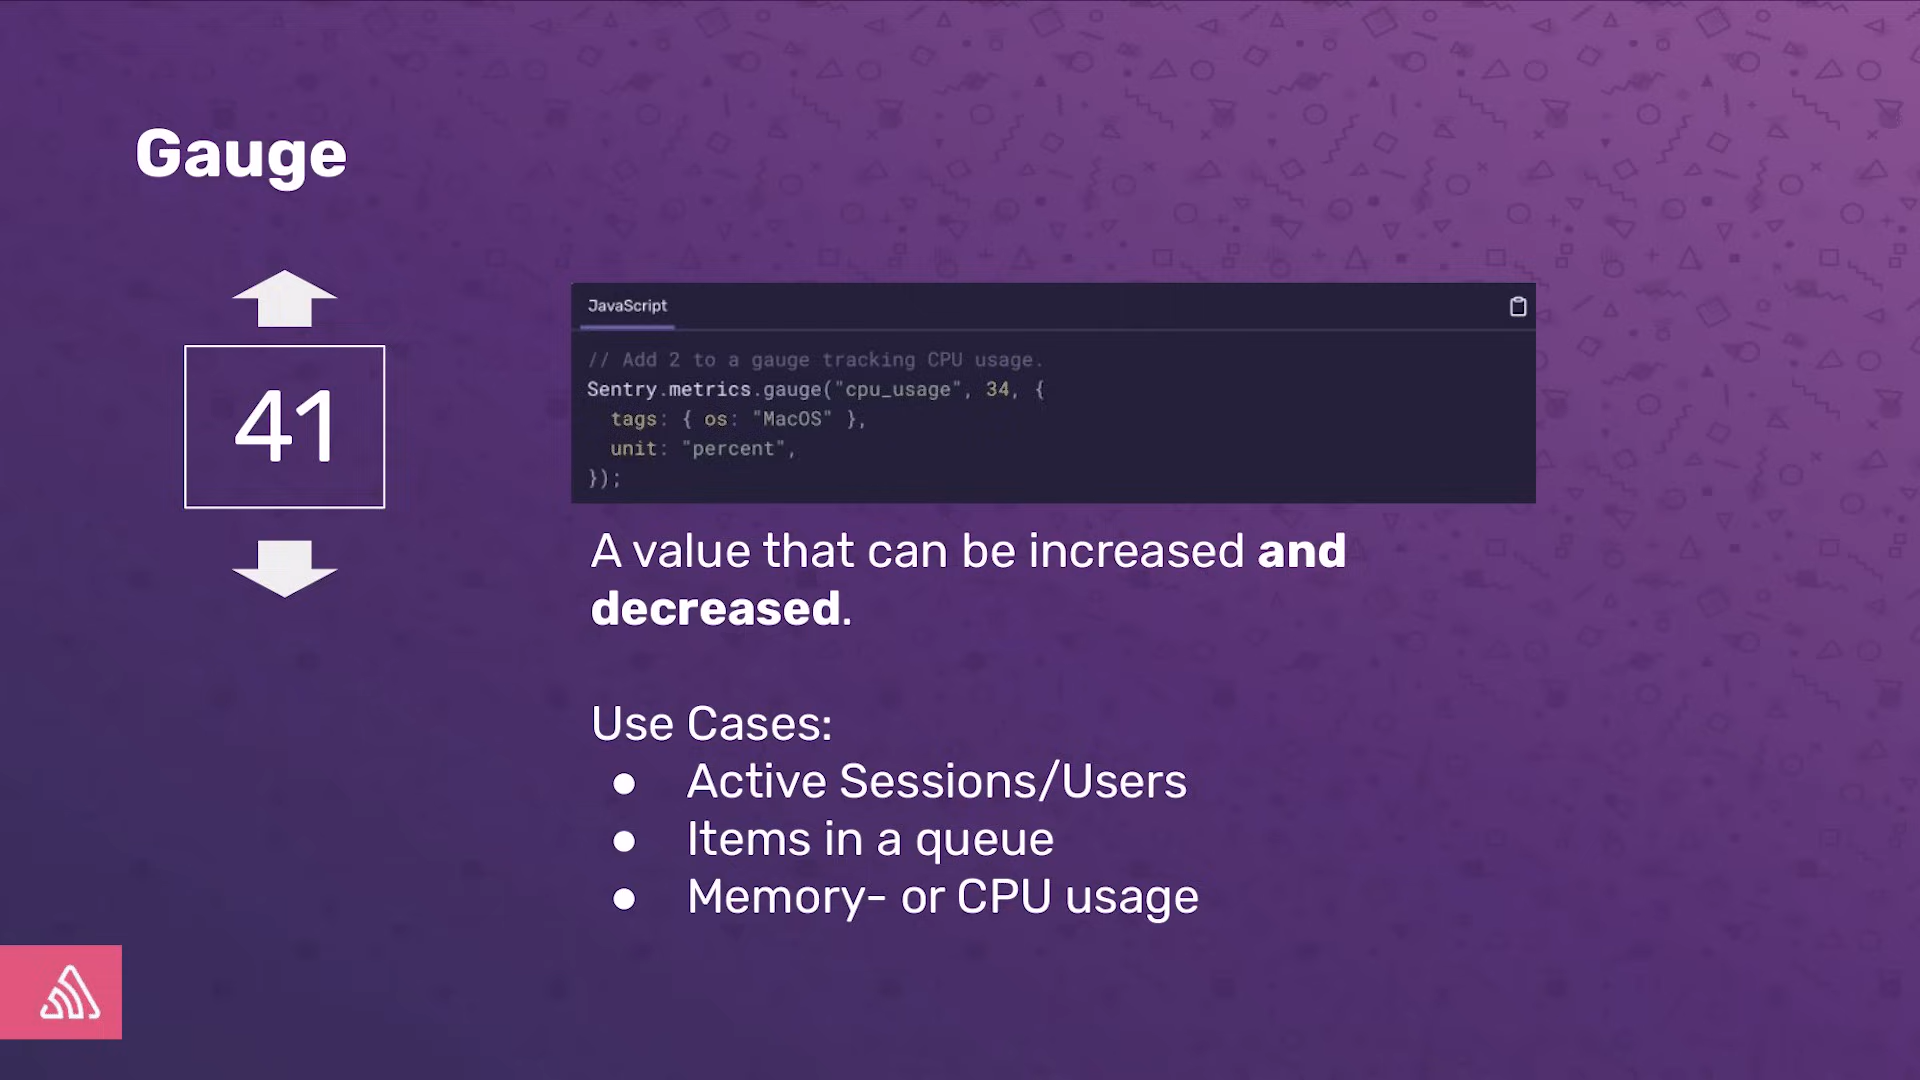 Gauge
41
JavaScript
// Add 2 to a gauge tracking CPU usage.
Sentry.metrics.gauge("cpu_usage", 34, {
  tags: { os: "MacOS" },
  unit: "percent",
});
A value that can be increased and
decreased.
Use Cases:
● Active Sessions/Users
● Items in a queue
● Memory- or CPU usage